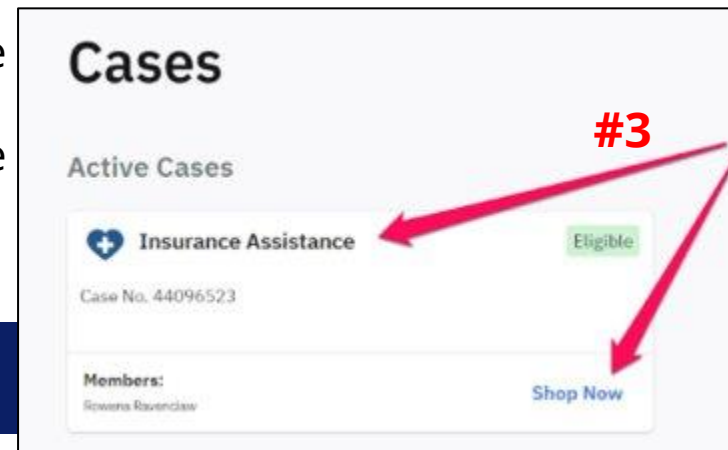 e
e
Cases
#3
Active Cases
Insurance Assistance
Eligible
Case No. 44096523
Members:
Shop Now
Rowena Ravenclaw